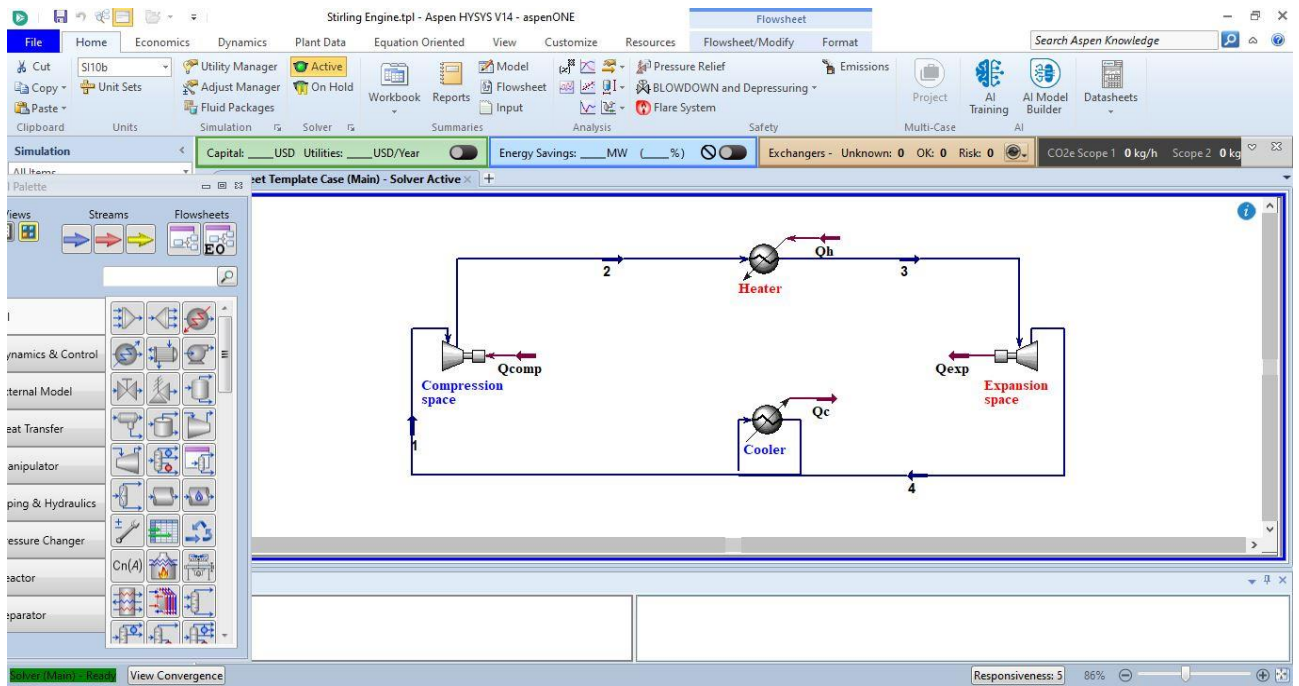 Stirling Engine.tpl - Aspen HYSYS V14 - aspenONE
Flowsheet
File Home Economics Dynamics Plant Data Equation Oriented View Customize Resources Flowsheet/Modify Format
Search Aspen Knowledge
Cut SI10b Utility Manager Active Model Pressure Relief Emissions
Copy Unit Sets Adjust Manager On Hold Workbook Reports Flowsheet BLOWDOWN and Depressuring Project AI Training AI Model Builder Datasheets
Paste Fluid Packages Input Flare System
Clipboard Units Simulation Solver Summaries Analysis Safety Multi-Case AI
Simulation
Capital: ____USD Utilities: ____USD/Year
Energy Savings: ____MW (____%)
Exchangers - Unknown: 0 OK: 0 Risk: 0
CO2e Scope 1 0 kg/h Scope 2 0 kg
All Items
Palette
eet Template Case (Main) - Solver Active
iews Streams Flowsheets
EO
ynamics & Control
ternal Model
eat Transfer
anipulator
ping & Hydraulics
ressure Changer
eactor
eparator
Cn(A)
2
Qh
3
Heater
Qcomp
Compression
space
Qexp
Expansion
space
Qc
Cooler
1
4
Solver (Main) - Ready
View Convergence
Responsiveness: 5
86%